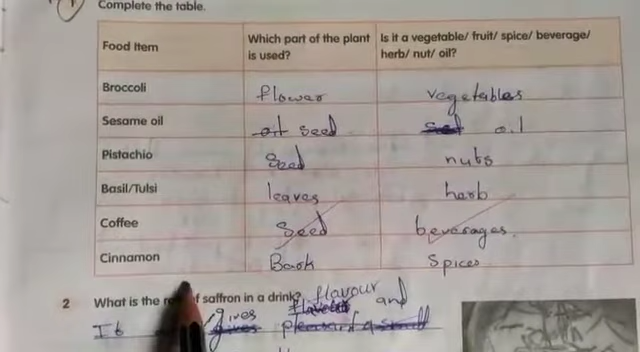 Complete the table.
Food Item Which part of the plant is used? Is it a vegetable/ fruit/ spice/ beverage/ herb/ nut/ oil?
Broccoli flower vegetables
Sesame oil oil seed oil
Pistachio Seed nuts
Basil/Tulsi leaves herb
Coffee Seed beverages.
Cinnamon Bark Spices
2 What is the of saffron in a drink? flavour and
It gives